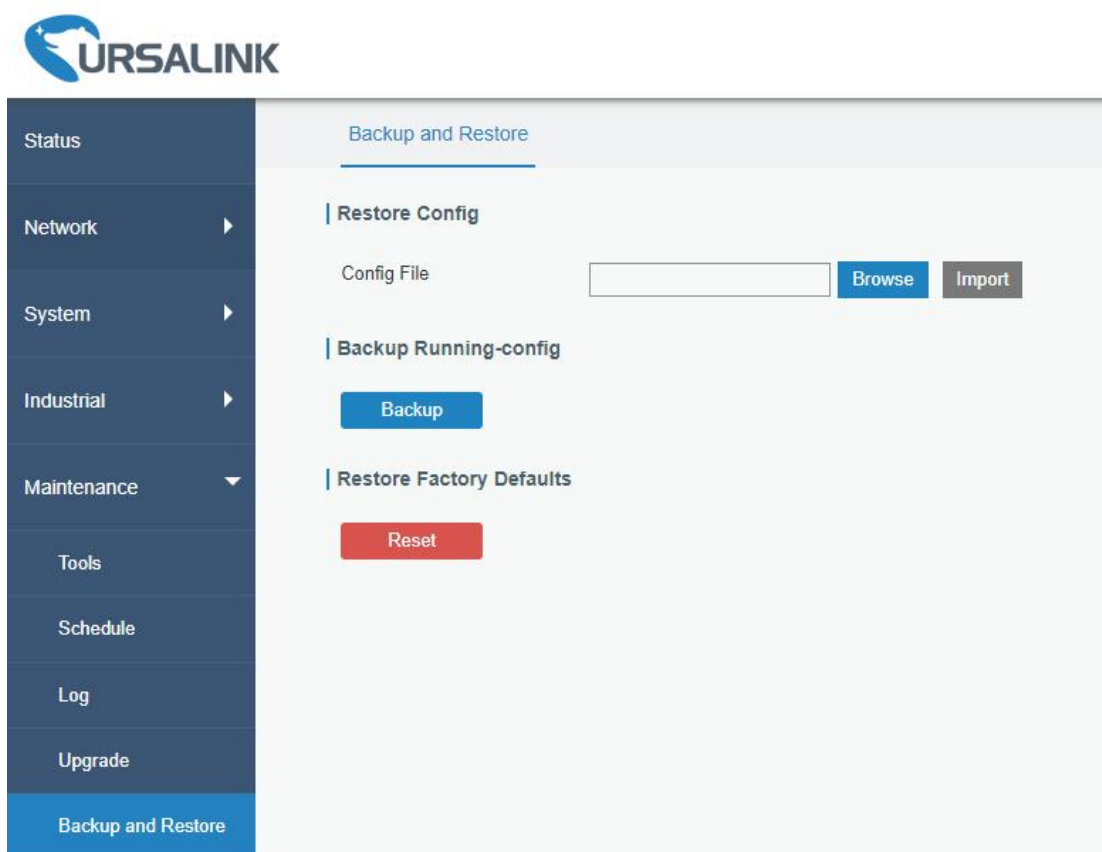 URSALINK
Status
Network
System
Industrial
Maintenance
Tools
Schedule
Log
Upgrade
Backup and Restore
Backup and Restore
Restore Config
Config File Browse Import
Backup Running-config
Backup
Restore Factory Defaults
Reset